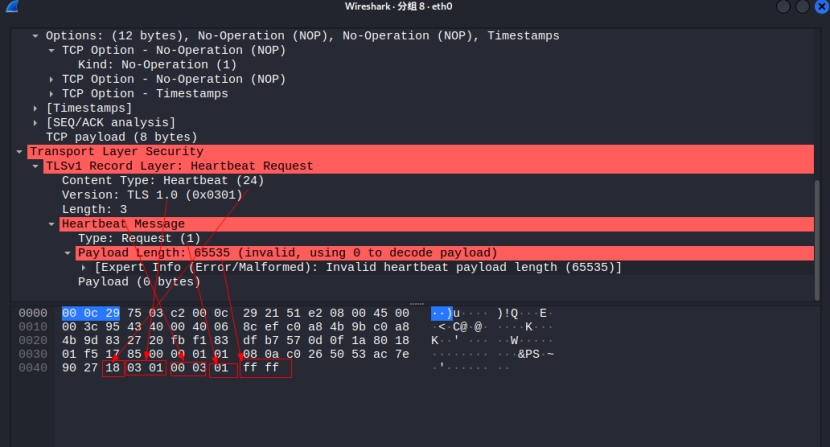 Wireshark · 分组 8 · eth0
Options: (12 bytes), No-Operation (NOP), No-Operation (NOP), Timestamps
TCP Option - No-Operation (NOP)
Kind: No-Operation (1)
TCP Option - No-Operation (NOP)
TCP Option - Timestamps
[Timestamps]
[SEQ/ACK analysis]
TCP payload (8 bytes)
Transport Layer Security
TLSv1 Record Layer: Heartbeat Request
Content Type: Heartbeat (24)
Version: TLS 1.0 (0x0301)
Length: 3
Heartbeat Message
Type: Request (1)
Payload Length: 65535 (invalid, using 0 to decode payload)
[Expert Info (Error/Malformed): Invalid heartbeat payload length (65535)]
Payload (0 bytes)
0000 00 0c 29 75 03 c2 00 0c 29 21 51 e2 08 00 45 00 ··)u···· )!Q···E·
0010 00 3c 95 43 40 00 40 06 8c ef c0 a8 4b 9b c0 a8 ·<·C@·@· ····K···
0020 4b 9d 83 27 20 fb f1 83 df b7 57 0d 0f 1a 80 18 K··' ··· ··W·····
0030 01 f5 17 85 00 00 01 01 08 0a c0 26 50 53 ac 7e ········ ···&PS·~
0040 90 27 18 03 01 00 03 01 ff ff ·'······ ··